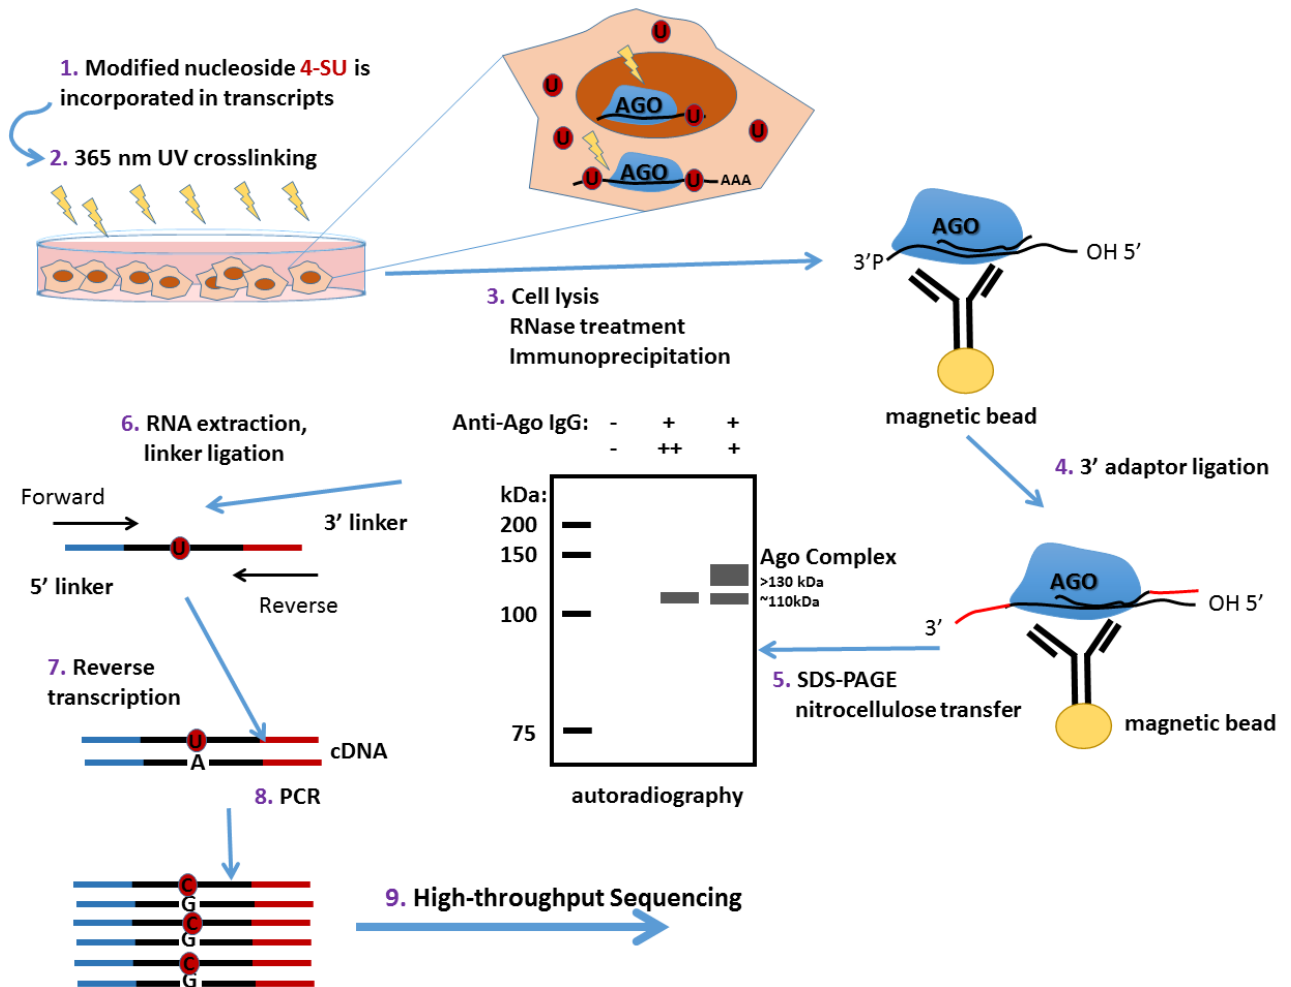 1. Modified nucleoside 4-SU is
incorporated in transcripts
2. 365 nm UV crosslinking
U
U
AGO
U
U
U
U
AGO
U
AAA
AGO
3'P
OH 5'
3. Cell lysis
RNase treatment
Immunoprecipitation
magnetic bead
4. 3' adaptor ligation
AGO
OH 5'
3'
magnetic bead
5. SDS-PAGE
nitrocellulose transfer
Anti-Ago IgG: - + +
- ++ +
kDa:
200
150
100
75
Ago Complex
>130 kDa
~110kDa
autoradiography
6. RNA extraction,
linker ligation
Forward
3' linker
U
5' linker
Reverse
7. Reverse
transcription
U
A
cDNA
8. PCR
C
G
C
G
C
G
9. High-throughput Sequencing